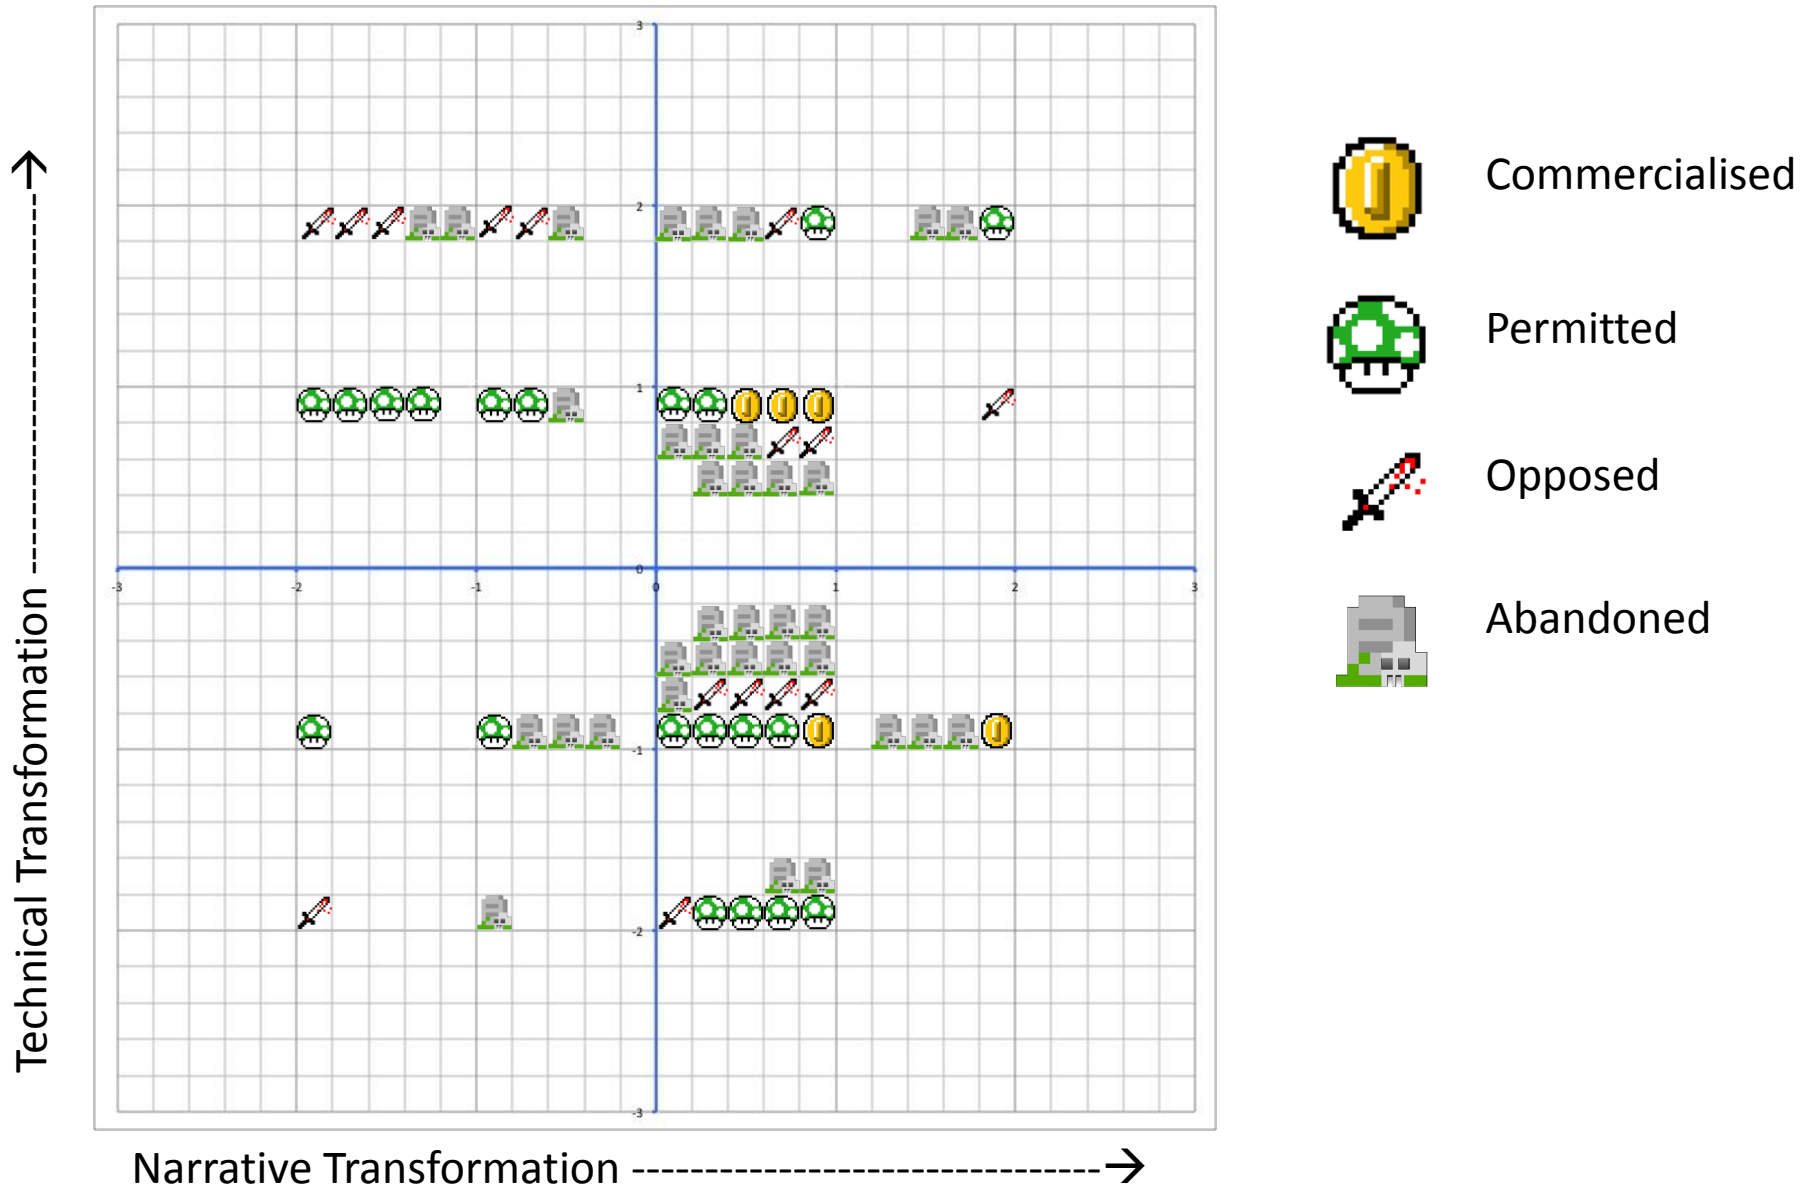 3
2
1
0
-3
-2
-1
0
1
2
3
-1
-2
-3
Technical Transformation
Narrative Transformation
Commercialised
Permitted
Opposed
Abandoned